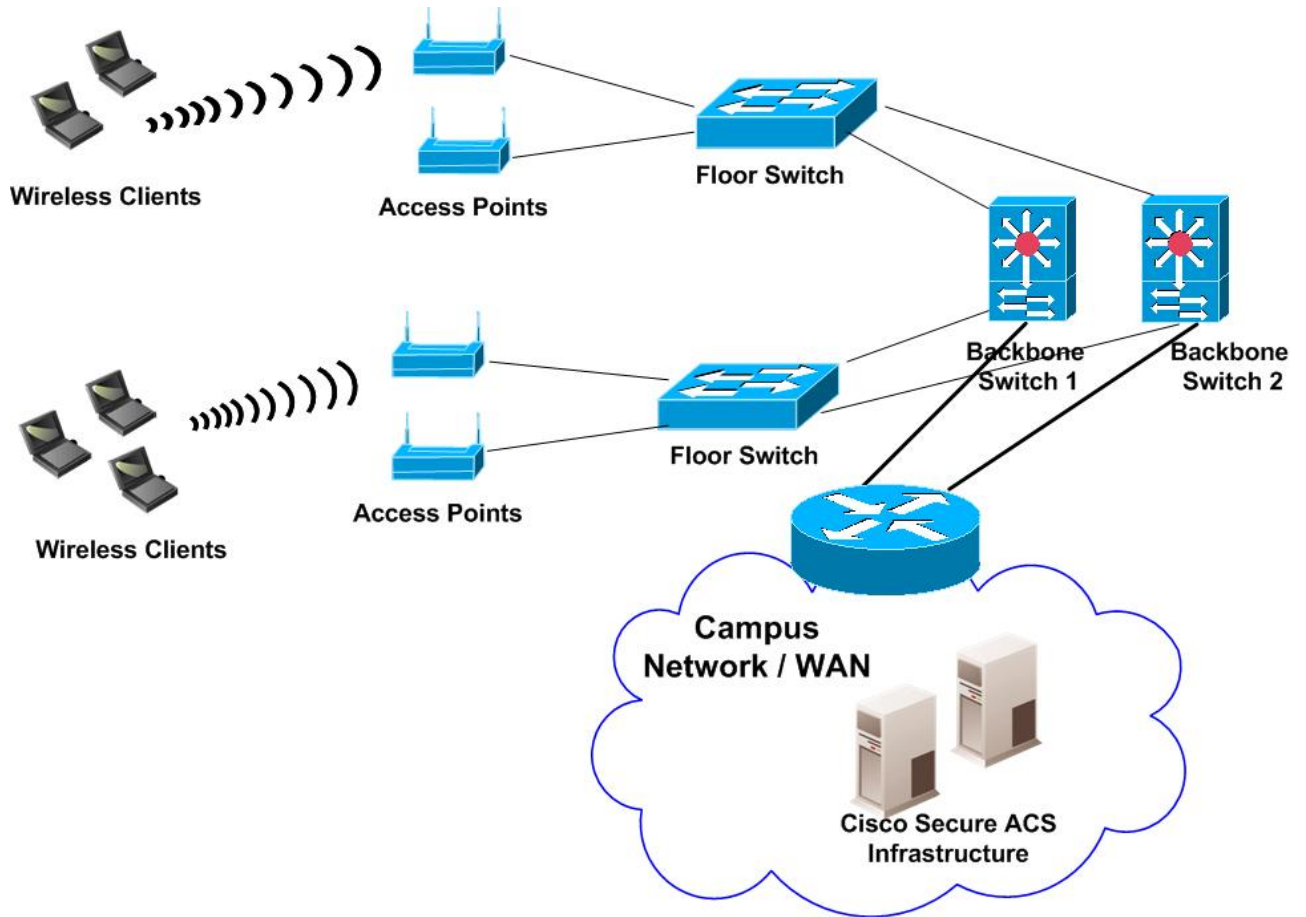 Wireless Clients
Access Points
Floor Switch
Backbone
Switch 1
Backbone
Switch 2
Wireless Clients
Access Points
Floor Switch
Campus
Network / WAN
Cisco Secure ACS
Infrastructure